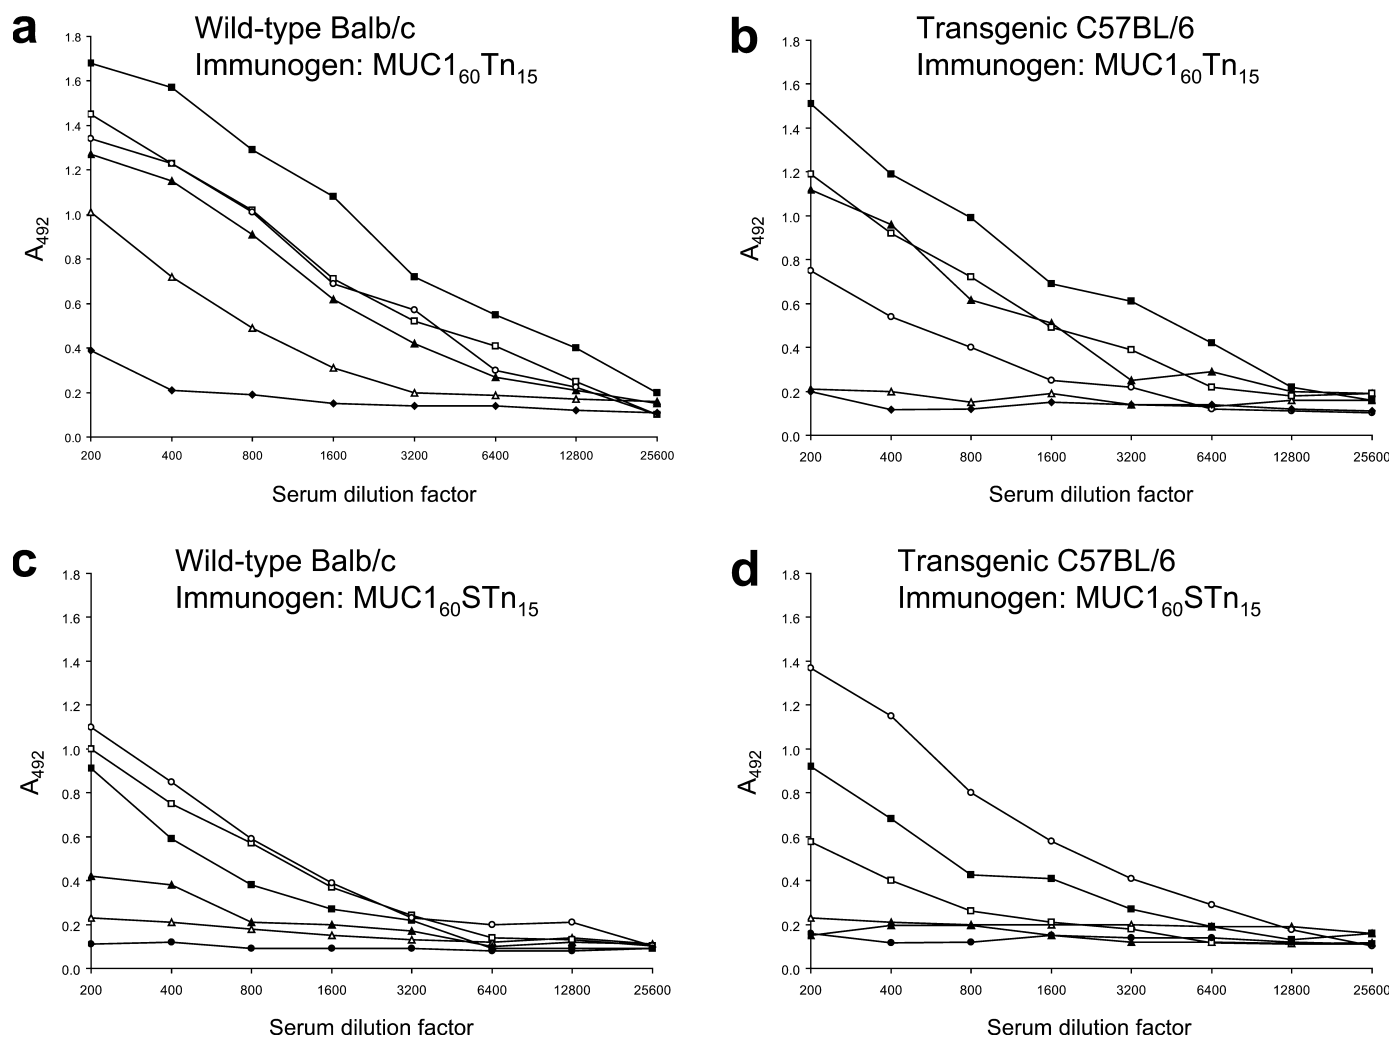 a
Wild-type Balb/c
Immunogen: MUC1₆₀Tn₁₅
1.8
1.6
1.4
1.2
1.0
0.8
0.6
0.4
0.2
0.0
A₄₉₂
200 400 800 1600 3200 6400 12800 25600
Serum dilution factor
b
Transgenic C57BL/6
Immunogen: MUC1₆₀Tn₁₅
1.8
1.6
1.4
1.2
1.0
0.8
0.6
0.4
0.2
0.0
A₄₉₂
200 400 800 1600 3200 6400 12800 25600
Serum dilution factor
c
Wild-type Balb/c
Immunogen: MUC1₆₀STn₁₅
1.8
1.6
1.4
1.2
1.0
0.8
0.6
0.4
0.2
0.0
A₄₉₂
200 400 800 1600 3200 6400 12800 25600
Serum dilution factor
d
Transgenic C57BL/6
Immunogen: MUC1₆₀STn₁₅
1.8
1.6
1.4
1.2
1.0
0.8
0.6
0.4
0.2
0.0
A₄₉₂
200 400 800 1600 3200 6400 12800 25600
Serum dilution factor